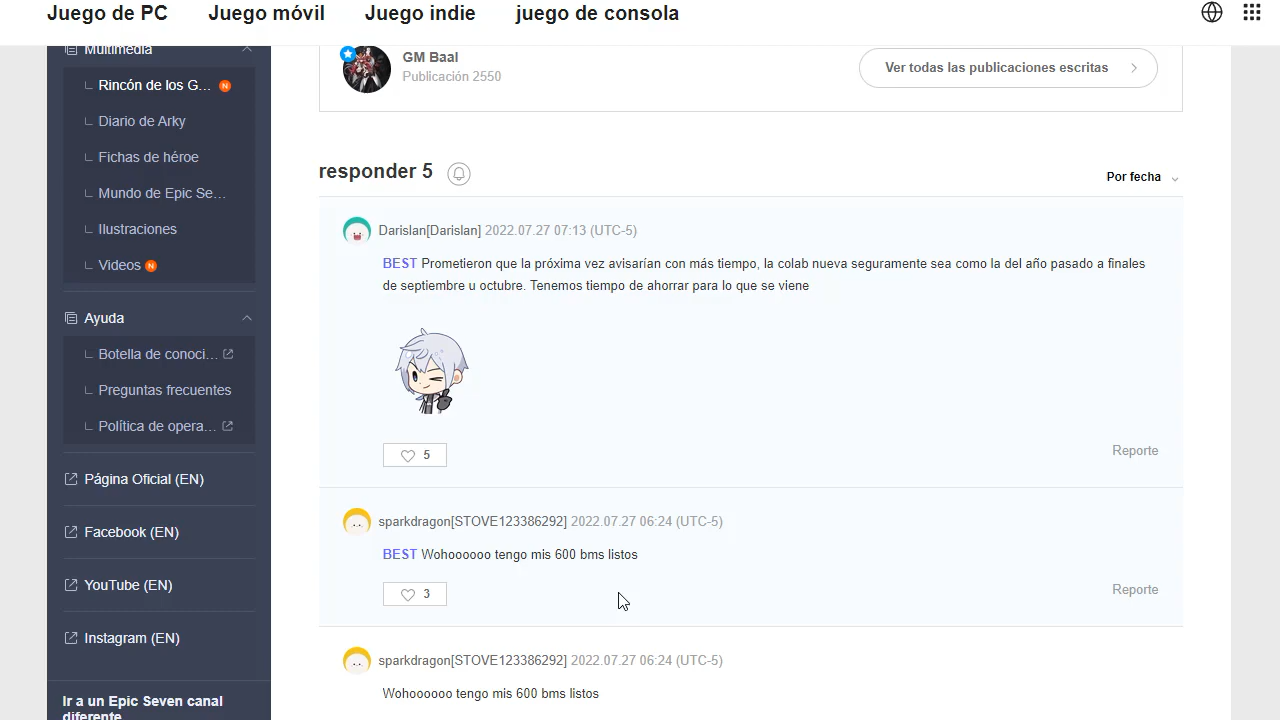 Juego de PC
Juego móvil
Juego indie
juego de consola
Multimedia
Rincón de los G... N
Diario de Arky
Fichas de héroe
Mundo de Epic Se...
Ilustraciones
Videos N
Ayuda
Botella de conoci...
Preguntas frecuentes
Política de opera...
Página Oficial (EN)
Facebook (EN)
YouTube (EN)
Instagram (EN)
Ir a un Epic Seven canal
diferente
GM Baal
Publicación 2550
Ver todas las publicaciones escritas
responder 5
Por fecha
Darislan[Darislan] 2022.07.27 07:13 (UTC-5)
BEST Prometieron que la próxima vez avisarían con más tiempo, la colab nueva seguramente sea como la del año pasado a finales
de septiembre u octubre. Tenemos tiempo de ahorrar para lo que se viene
5
Reporte
sparkdragon[STOVE123386292] 2022.07.27 06:24 (UTC-5)
BEST Wohoooooo tengo mis 600 bms listos
3
Reporte
sparkdragon[STOVE123386292] 2022.07.27 06:24 (UTC-5)
Wohoooooo tengo mis 600 bms listos